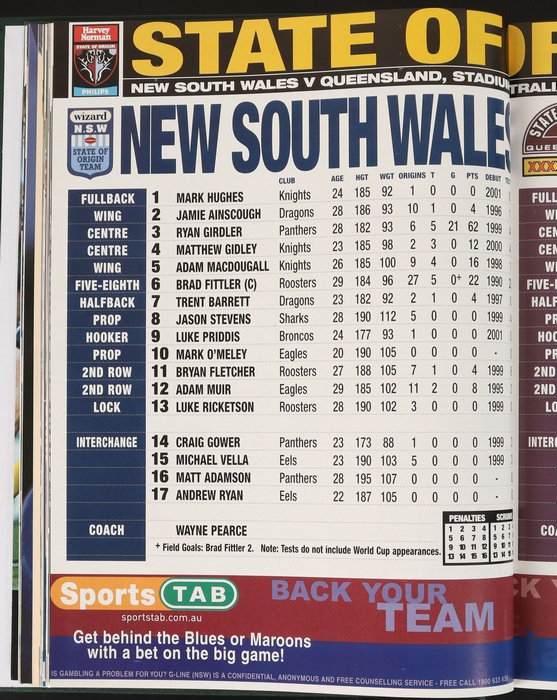 Harvey
Norman
STATE OF ORIGIN
PHILIPS
STATE OF
NEW SOUTH WALES V QUEENSLAND, STADIU
wizard
N.S.W
STATE OF
ORIGIN
TEAM
NEW SOUTH WALES
CLUB AGE HGT WGT ORIGINS T G PTS DEBUT
FULLBACK 1 MARK HUGHES Knights 24 185 92 1 0 0 0 2001
WING 2 JAMIE AINSCOUGH Dragons 28 186 93 10 1 0 4 1996
CENTRE 3 RYAN GIRDLER Panthers 28 182 93 6 5 21 62 1999
CENTRE 4 MATTHEW GIDLEY Knights 23 185 98 2 3 0 12 2000
WING 5 ADAM MACDOUGALL Knights 26 185 100 9 4 0 16 1998
FIVE-EIGHTH 6 BRAD FITTLER (C) Roosters 29 184 96 27 5 0+ 22 1990
HALFBACK 7 TRENT BARRETT Dragons 23 182 92 2 1 0 4 1997
PROP 8 JASON STEVENS Sharks 28 190 112 5 0 0 0 1999
HOOKER 9 LUKE PRIDDIS Broncos 24 177 93 1 0 0 0 2001
PROP 10 MARK O'MELEY Eagles 20 190 105 0 0 0 0 -
2ND ROW 11 BRYAN FLETCHER Roosters 27 188 105 7 1 0 4 1999
2ND ROW 12 ADAM MUIR Eagles 29 185 102 11 2 0 8 1995
LOCK 13 LUKE RICKETSON Roosters 28 190 102 3 0 0 0 1999
INTERCHANGE 14 CRAIG GOWER Panthers 23 173 88 1 0 0 0 1999
15 MICHAEL VELLA Eels 23 190 103 5 0 0 0 1999
16 MATT ADAMSON Panthers 28 195 107 0 0 0 0 -
17 ANDREW RYAN Eels 22 187 105 0 0 0 0 -
COACH WAYNE PEARCE
+ Field Goals: Brad Fittler 2. Note: Tests do not include World Cup appearances.
PENALTIES
1 2 3 4
5 6 7 8
9 10 11 12
13 14 15 16
Sports TAB
sportstab.com.au
BACK YOUR
TEAM
Get behind the Blues or Maroons
with a bet on the big game!
IS GAMBLING A PROBLEM FOR YOU? G-LINE (NSW) IS A CONFIDENTIAL, ANONYMOUS AND FREE COUNSELLING SERVICE - FREE CALL 1800 633